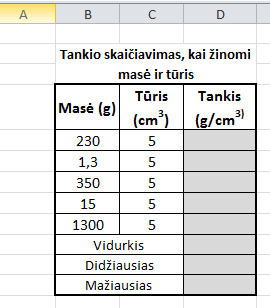 A B C D
Tankio skaičiavimas, kai žinomi
masė ir tūris
Masė (g) Tūris (cm³) Tankis (g/cm³⁾
230 5
1,3 5
350 5
15 5
1300 5
Vidurkis
Didžiausias
Mažiausias